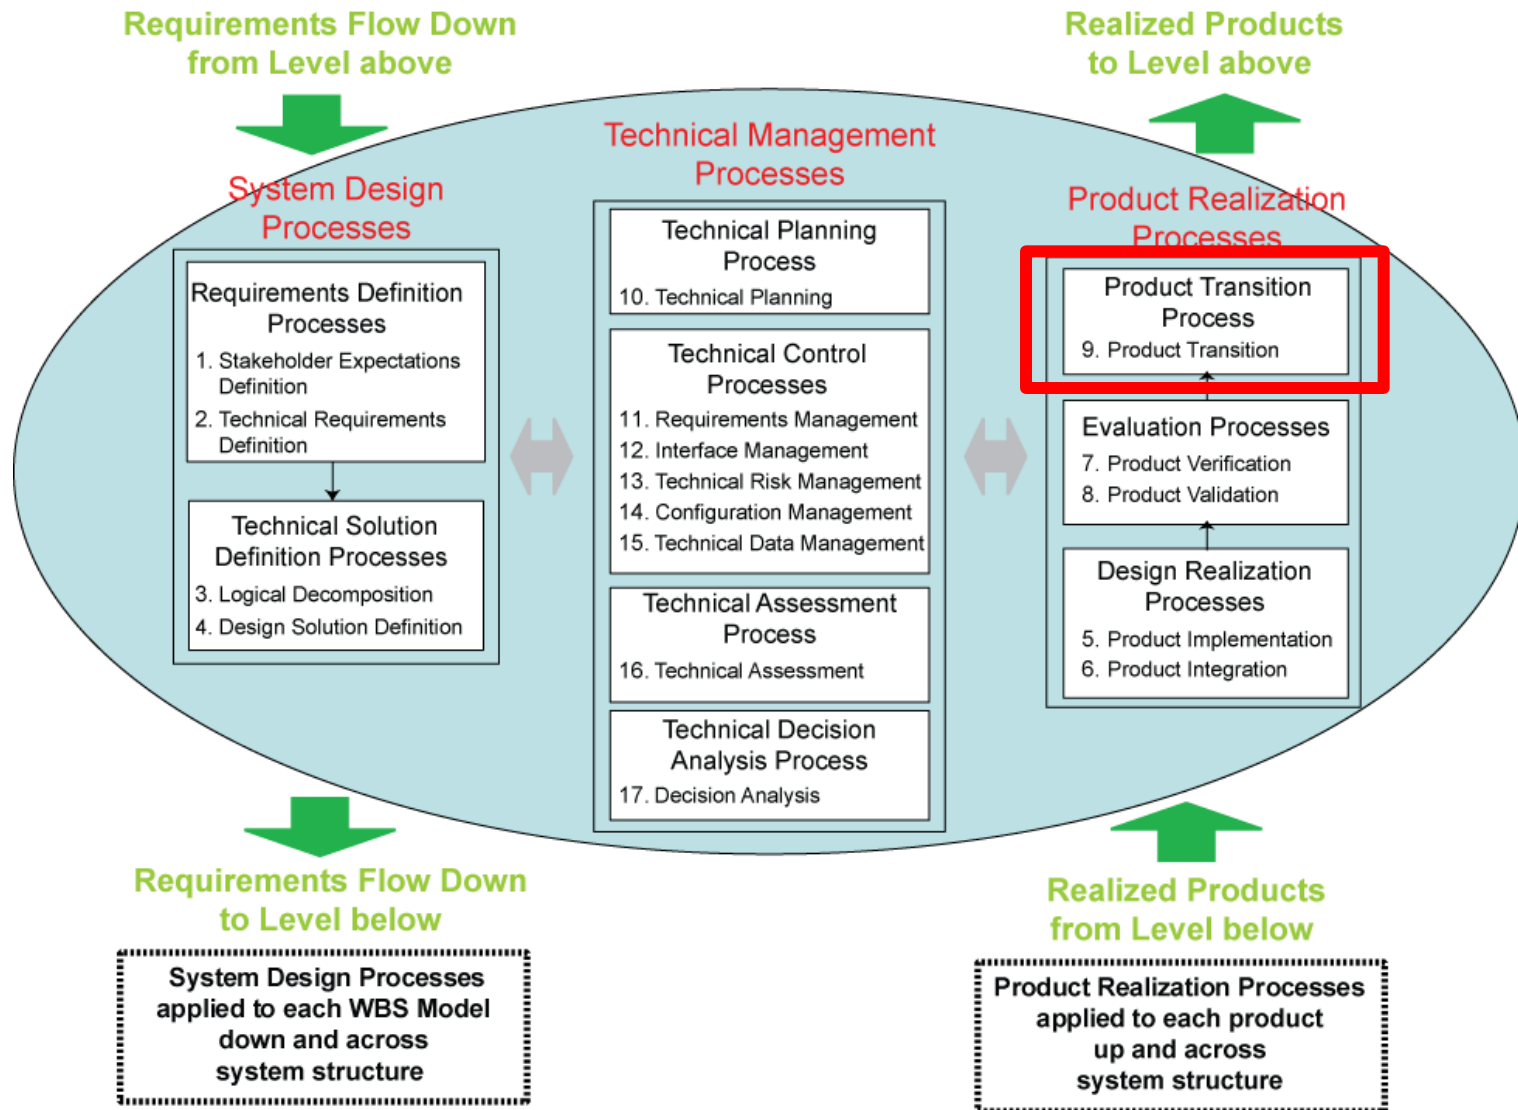 Requirements Flow Down
from Level above
Realized Products
to Level above
System Design
Processes
Requirements Definition
Processes
1. Stakeholder Expectations
Definition
2. Technical Requirements
Definition
Technical Solution
Definition Processes
3. Logical Decomposition
4. Design Solution Definition
Technical Management
Processes
Technical Planning
Process
10. Technical Planning
Technical Control
Processes
11. Requirements Management
12. Interface Management
13. Technical Risk Management
14. Configuration Management
15. Technical Data Management
Technical Assessment
Process
16. Technical Assessment
Technical Decision
Analysis Process
17. Decision Analysis
Product Realization
Processes
Product Transition
Process
9. Product Transition
Evaluation Processes
7. Product Verification
8. Product Validation
Design Realization
Processes
5. Product Implementation
6. Product Integration
Requirements Flow Down
to Level below
System Design Processes
applied to each WBS Model
down and across
system structure
Realized Products
from Level below
Product Realization Processes
applied to each product
up and across
system structure